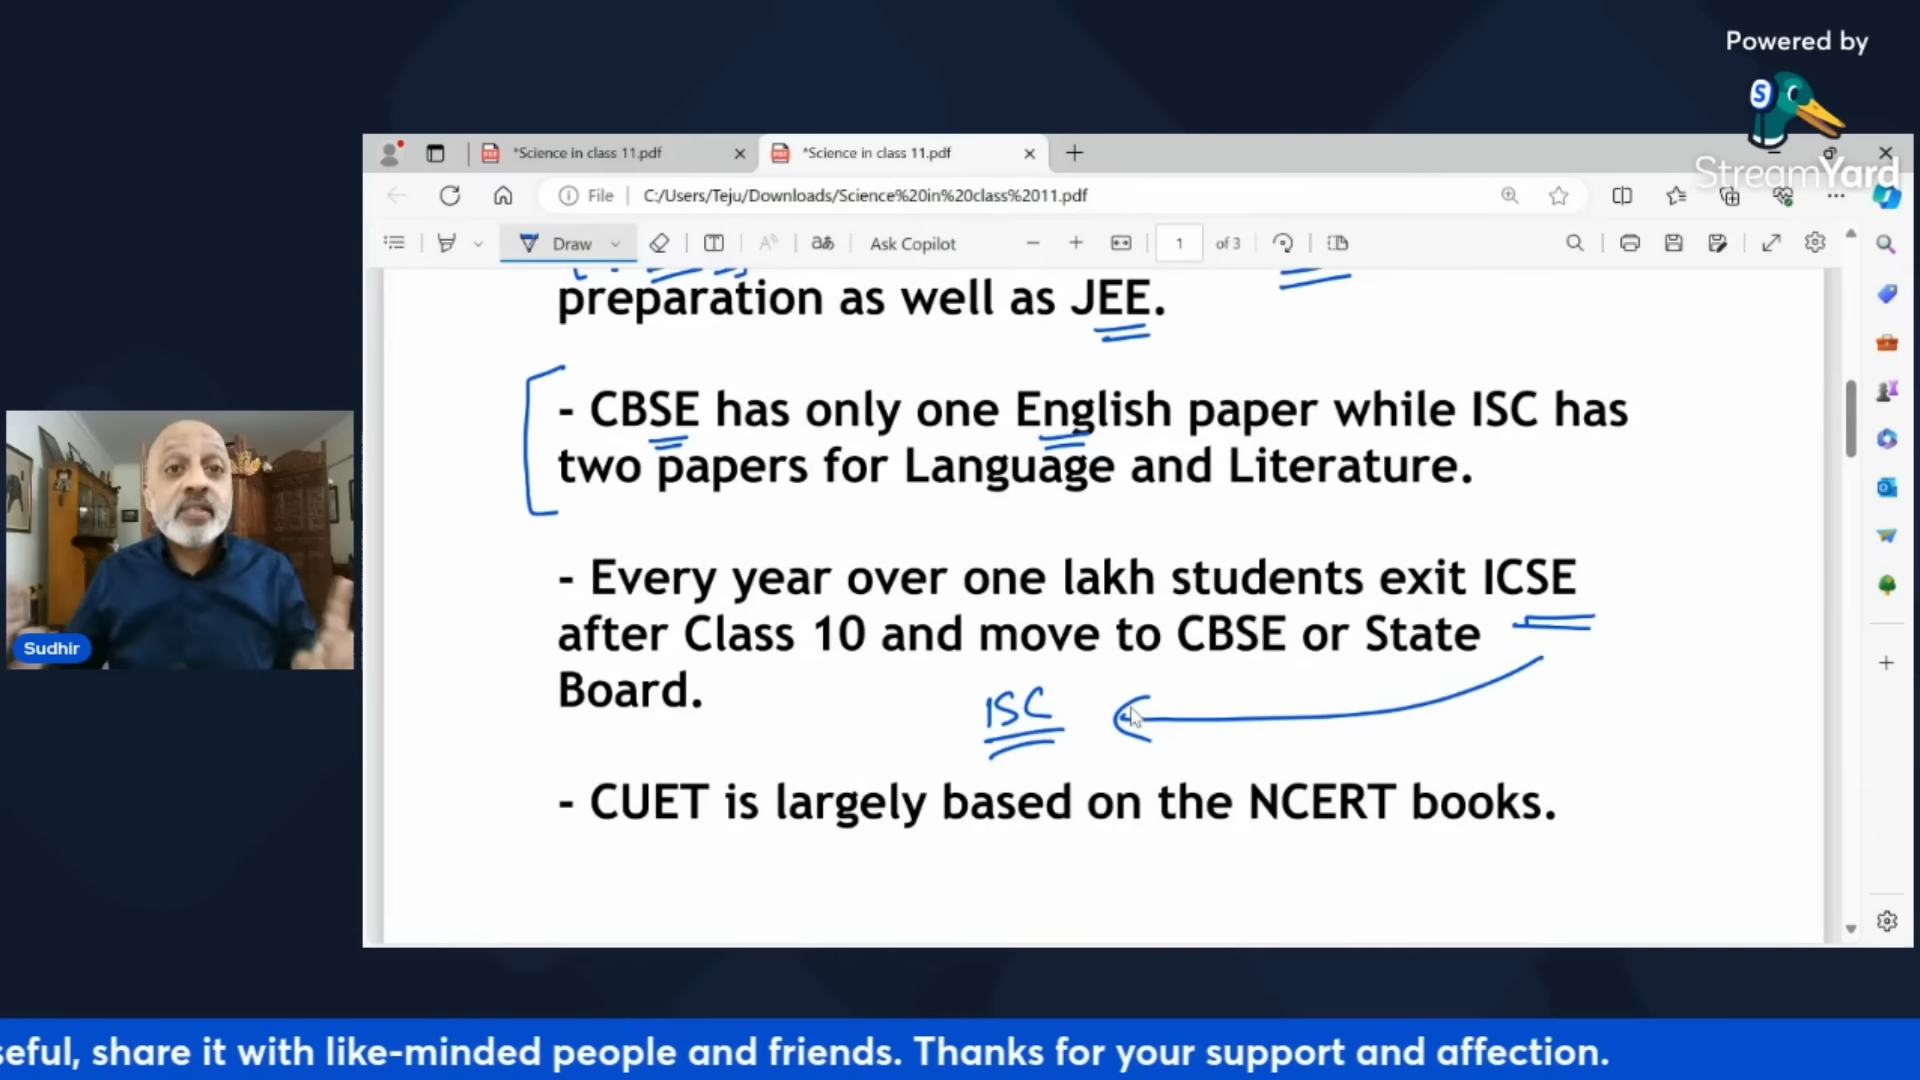 Powered by
StreamYard
*Science in class 11.pdf
*Science in class 11.pdf
File
C:/Users/Teju/Downloads/Science%20in%20class%2011.pdf
Draw
aあ
Ask Copilot
1
of 3
preparation as well as JEE.
- CBSE has only one English paper while ISC has
two papers for Language and Literature.
- Every year over one lakh students exit ICSE
after Class 10 and move to CBSE or State
Board.
ISC
- CUET is largely based on the NCERT books.
Sudhir
seful, share it with like-minded people and friends. Thanks for your support and affection.